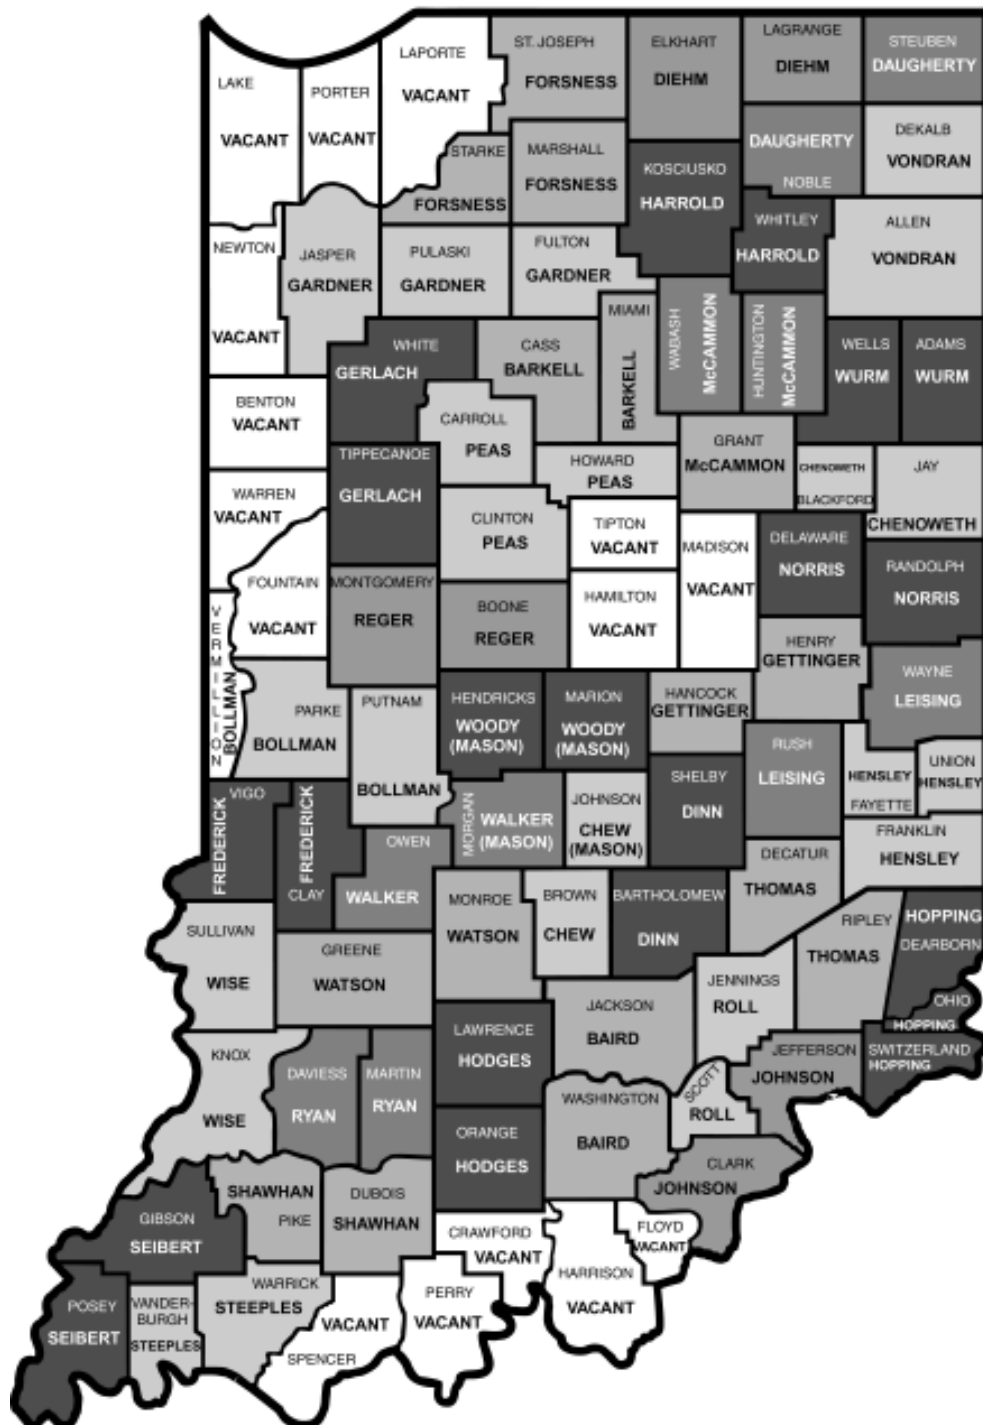 LAKE
VACANT
PORTER
VACANT
LAPORTE
VACANT
ST. JOSEPH
FORSNESS
ELKHART
DIEHM
LAGRANGE
DIEHM
STEUBEN
DAUGHERTY
STARKE
FORSNESS
MARSHALL
FORSNESS
KOSCIUSKO
HARROLD
DAUGHERTY
NOBLE
DEKALB
VONDRAN
WHITLEY
HARROLD
ALLEN
VONDRAN
NEWTON
VACANT
JASPER
GARDNER
PULASKI
GARDNER
FULTON
GARDNER
MIAMI
BARKELL
WABASH
McCAMMON
HUNTINGTON
McCAMMON
WHITE
GERLACH
CASS
BARKELL
WELLS
WURM
ADAMS
WURM
BENTON
VACANT
CARROLL
PEAS
GRANT
McCAMMON
TIPPECANOE
GERLACH
HOWARD
PEAS
CHENOWETH
BLACKFORD
JAY
CHENOWETH
WARREN
VACANT
CLINTON
PEAS
TIPTON
VACANT
MADISON
VACANT
DELAWARE
NORRIS
RANDOLPH
NORRIS
FOUNTAIN
VACANT
MONTGOMERY
REGER
BOONE
REGER
HAMILTON
VACANT
HENRY
GETTINGER
WAYNE
LEISING
VERMILLION
BOLLMAN
PARKE
BOLLMAN
PUTNAM
BOLLMAN
HENDRICKS
WOODY
(MASON)
MARION
WOODY
(MASON)
HANCOCK
GETTINGER
RUSH
LEISING
HENSLEY
FAYETTE
UNION
HENSLEY
VIGO
FREDERICK
FREDERICK
CLAY
OWEN
WALKER
MORGAN
WALKER
(MASON)
JOHNSON
CHEW
(MASON)
SHELBY
DINN
FRANKLIN
HENSLEY
DECATUR
THOMAS
SULLIVAN
WISE
GREENE
WATSON
MONROE
WATSON
BROWN
CHEW
BARTHOLOMEW
DINN
RIPLEY
THOMAS
HOPPING
DEARBORN
JENNINGS
ROLL
OHIO
HOPPING
KNOX
WISE
DAVIESS
RYAN
MARTIN
RYAN
LAWRENCE
HODGES
JACKSON
BAIRD
JEFFERSON
JOHNSON
SWITZERLAND
HOPPING
SCOTT
ROLL
ORANGE
HODGES
WASHINGTON
BAIRD
CLARK
JOHNSON
GIBSON
SEIBERT
SHAWHAN
PIKE
DUBOIS
SHAWHAN
CRAWFORD
VACANT
FLOYD
VACANT
HARRISON
VACANT
POSEY
SEIBERT
VANDER-
BURGH
STEEPLES
WARRICK
STEEPLES
VACANT
SPENCER
PERRY
VACANT